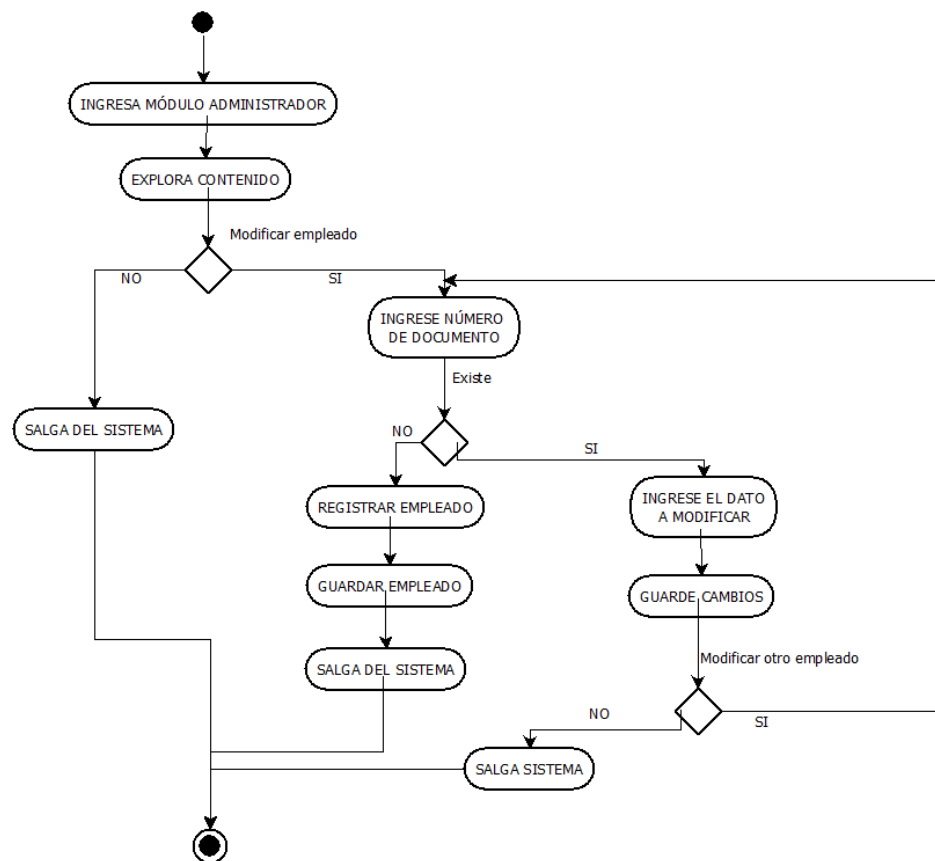 INGRESA MÓDULO ADMINISTRADOR
EXPLORA CONTENIDO
Modificar empleado
NO
SI
INGRESE NÚMERO
DE DOCUMENTO
Existe
SALGA DEL SISTEMA
NO
SI
REGISTRAR EMPLEADO
INGRESE EL DATO
A MODIFICAR
GUARDAR EMPLEADO
GUARDE CAMBIOS
SALGA DEL SISTEMA
Modificar otro empleado
NO
SI
SALGA SISTEMA